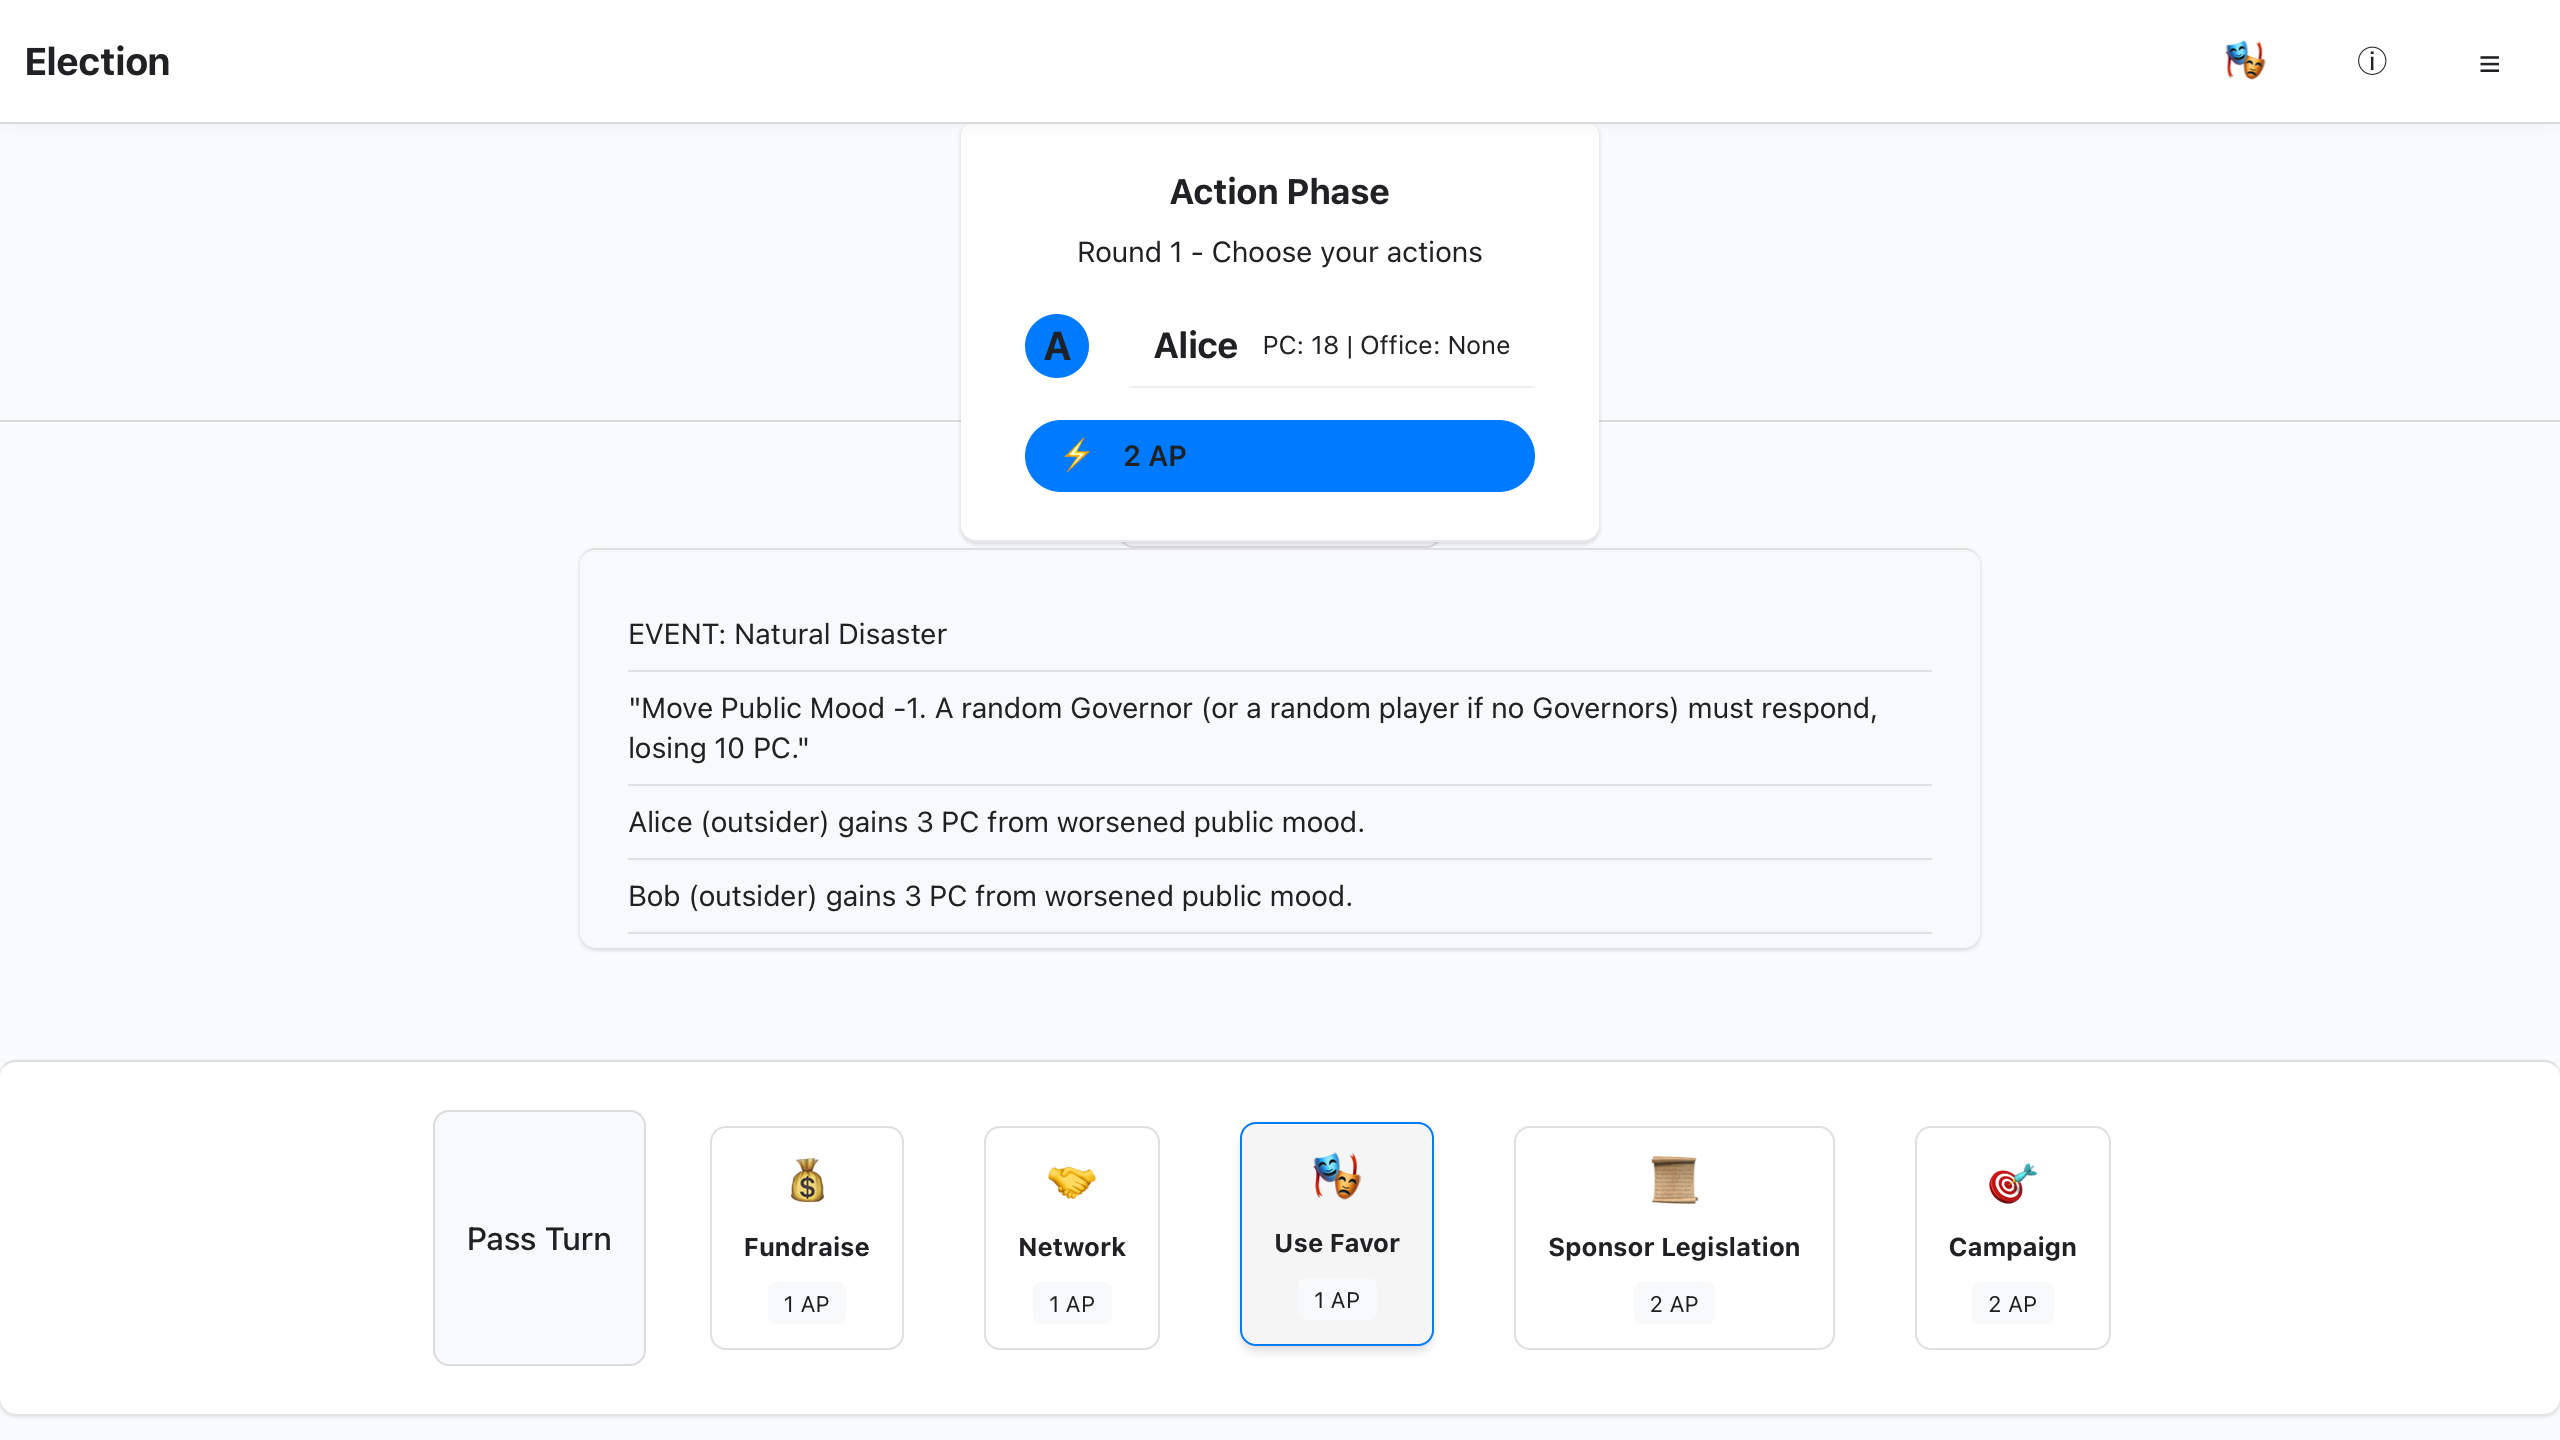 Election
Action Phase
Round 1 - Choose your actions
A
Alice
PC: 18 | Office: None
2 AP
EVENT: Natural Disaster
"Move Public Mood -1. A random Governor (or a random player if no Governors) must respond,
losing 10 PC."
Alice (outsider) gains 3 PC from worsened public mood.
Bob (outsider) gains 3 PC from worsened public mood.
Pass Turn
Fundraise
1 AP
Network
1 AP
Use Favor
1 AP
Sponsor Legislation
2 AP
Campaign
2 AP